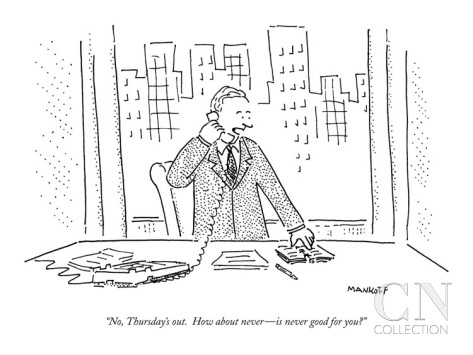 MANKOFF
CN
COLLECTION
"No, Thursday's out. How about never—is never good for you?"